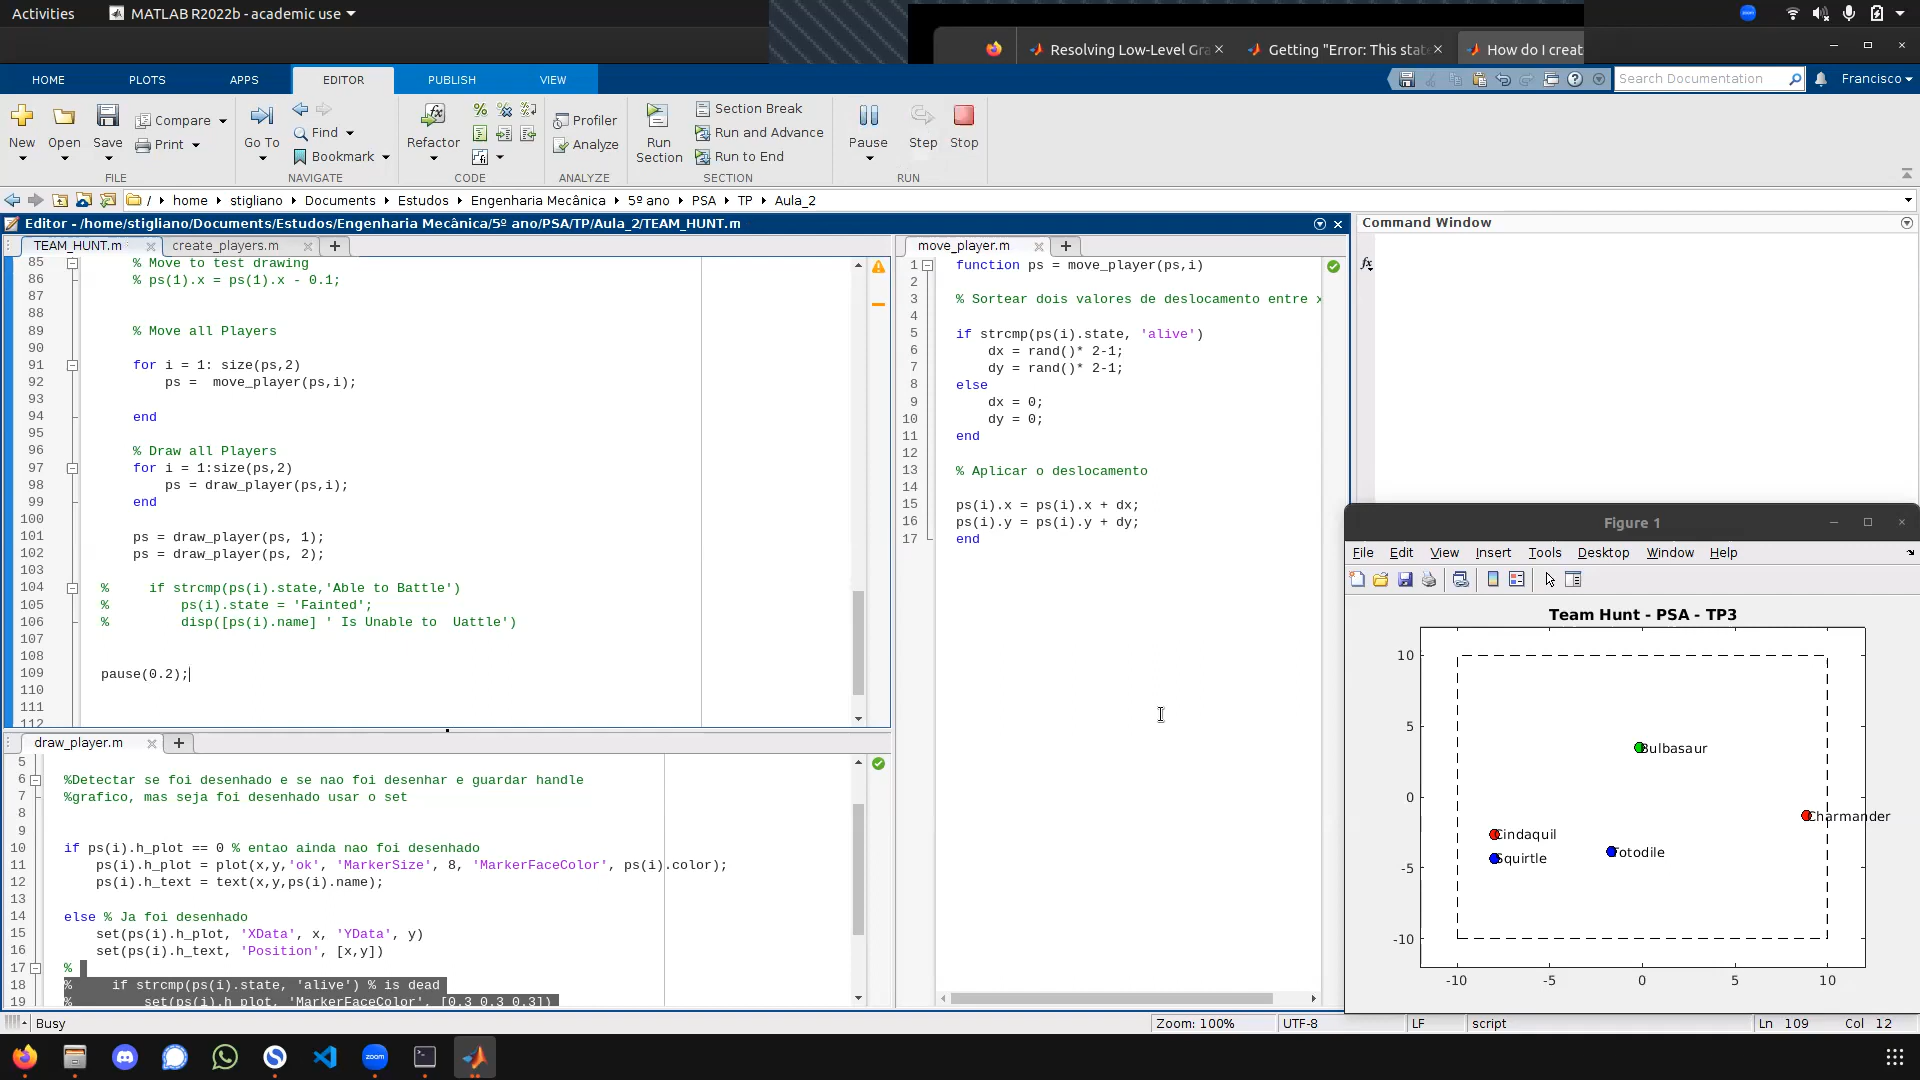 Activities
MATLAB R2022b - academic use
Resolving Low-Level Gra
Getting "Error: This stat
How do I creat
HOME
PLOTS
APPS
EDITOR
PUBLISH
VIEW
Search Documentation
Francisco
New
Open
Save
Compare
Print
Go To
Find
Bookmark
Refactor
Profiler
Analyze
Run Section
Section Break
Run and Advance
Run to End
Pause
Step
Stop
FILE
NAVIGATE
CODE
ANALYZE
SECTION
RUN
/ home stigliano Documents Estudos Engenharia Mecânica 5º ano PSA TP Aula_2
Editor - /home/stigliano/Documents/Estudos/Engenharia Mecânica/5º ano/PSA/TP/Aula_2/TEAM_HUNT.m
TEAM_HUNT.m
create_players.m
85 % Move to test drawing
86 % ps(1).x = ps(1).x - 0.1;
87
88
89 % Move all Players
90
91 for i = 1: size(ps,2)
92 ps =  move_player(ps,i);
93
94 end
95
96 % Draw all Players
97 for i = 1:size(ps,2)
98 ps = draw_player(ps,i);
99 end
100
101 ps = draw_player(ps, 1);
102 ps = draw_player(ps, 2);
103
104 %     if strcmp(ps(i).state,'Able to Battle')
105 %         ps(i).state = 'Fainted';
106 %         disp([ps(i).name] ' Is Unable to  Uattle')
107
108
109 pause(0.2);
110
111
112
draw_player.m
5
6 %Detectar se foi desenhado e se nao foi desenhar e guardar handle
7 %grafico, mas seja foi desenhado usar o set
8
9
10 if ps(i).h_plot == 0 % entao ainda nao foi desenhado
11 ps(i).h_plot = plot(x,y,'ok', 'MarkerSize', 8, 'MarkerFaceColor', ps(i).color);
12 ps(i).h_text = text(x,y,ps(i).name);
13
14 else % Ja foi desenhado
15 set(ps(i).h_plot, 'XData', x, 'YData', y)
16 set(ps(i).h_text, 'Position', [x,y])
17 %
18 %     if strcmp(ps(i).state, 'alive') % is dead
19 %         set(ps(i).h_plot, 'MarkerFaceColor', [0.3 0.3 0.3])
move_player.m
1 function ps = move_player(ps,i)
2
3 % Sortear dois valores de deslocamento entre x
4
5 if strcmp(ps(i).state, 'alive')
6 dx = rand()* 2-1;
7 dy = rand()* 2-1;
8 else
9 dx = 0;
10 dy = 0;
11 end
12
13 % Aplicar o deslocamento
14
15 ps(i).x = ps(i).x + dx;
16 ps(i).y = ps(i).y + dy;
17 end
Command Window
fx
Figure 1
File Edit View Insert Tools Desktop Window Help
Team Hunt - PSA - TP3
10
5
0
-5
-10
Bulbasaur
Charmander
Cindaquil
Squirtle
Totodile
-10 -5 0 5 10
Busy
Zoom: 100%
UTF-8
LF
script
Ln 109
Col 12
zoom